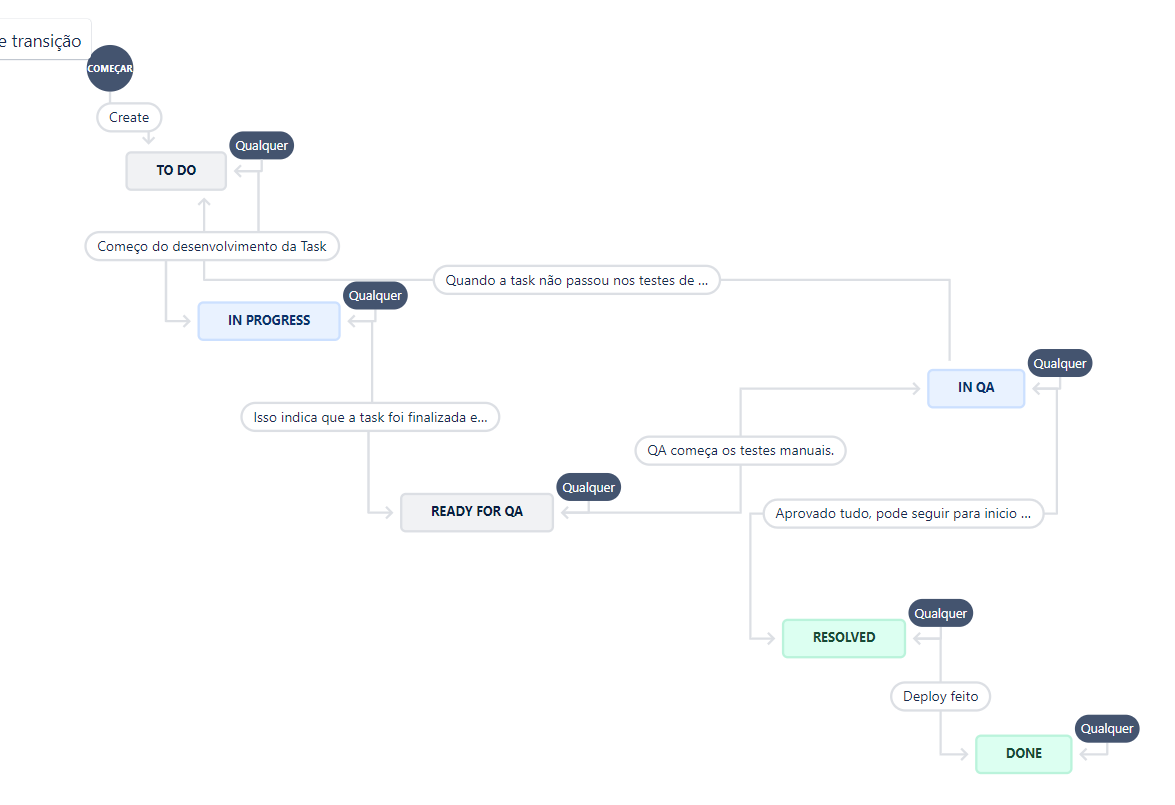 e transição
COMEÇAR
Create
Qualquer
TO DO
Começo do desenvolvimento da Task
Quando a task não passou nos testes de ...
Qualquer
IN PROGRESS
Qualquer
IN QA
Isso indica que a task foi finalizada e...
QA começa os testes manuais.
Qualquer
READY FOR QA
Aprovado tudo, pode seguir para inicio ...
Qualquer
RESOLVED
Deploy feito
Qualquer
DONE